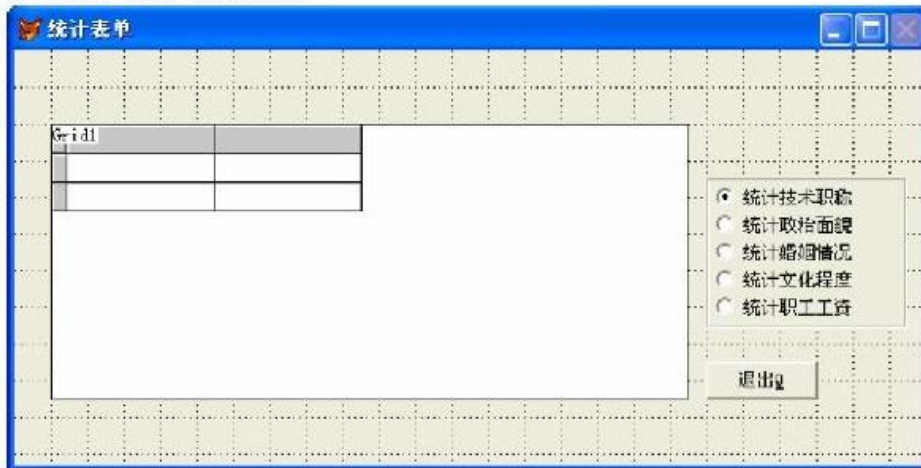 统计表单
Grid1
统计技术职称
统计政治面貌
统计婚姻情况
统计文化程度
统计职工工资
退出q